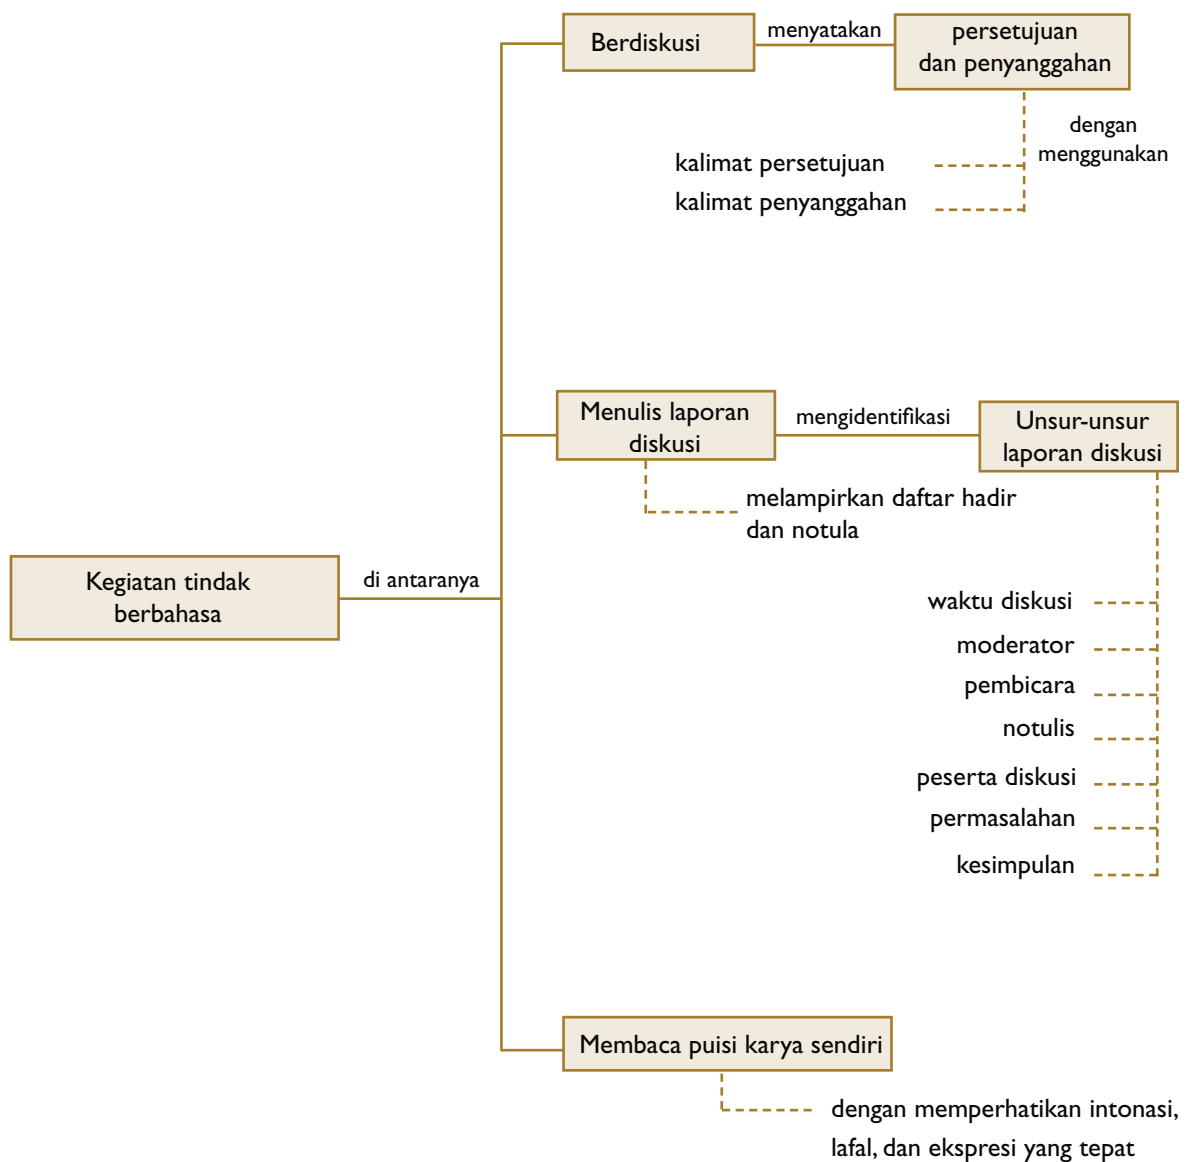 Berdiskusi
menyatakan
persetujuan
dan penyanggahan
dengan
menggunakan
kalimat persetujuan
kalimat penyanggahan
Menulis laporan
diskusi
mengidentifikasi
Unsur-unsur
laporan diskusi
melampirkan daftar hadir
dan notula
Kegiatan tindak
berbahasa
di antaranya
waktu diskusi
moderator
pembicara
notulis
peserta diskusi
permasalahan
kesimpulan
Membaca puisi karya sendiri
dengan memperhatikan intonasi,
lafal, dan ekspresi yang tepat